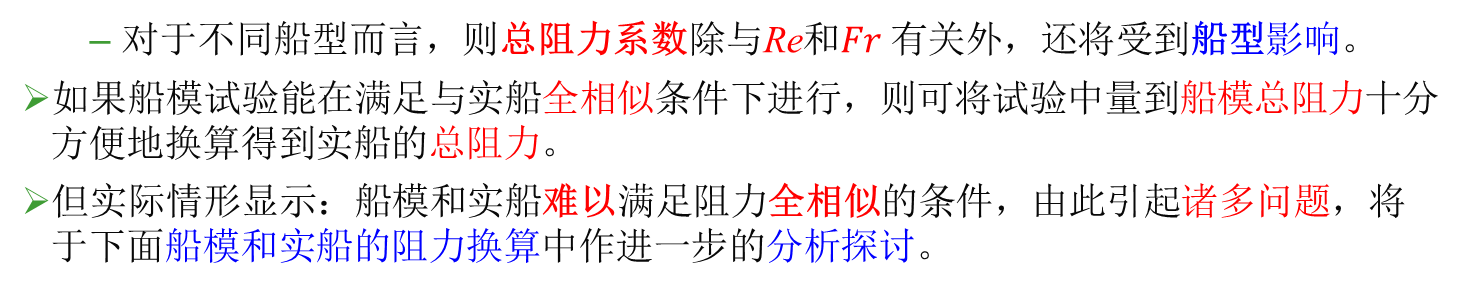 – 对于不同船型而言，则总阻力系数除与Re和Fr 有关外，还将受到船型影响。
➢如果船模试验能在满足与实船全相似条件下进行，则可将试验中量到船模总阻力十分
方便地换算得到实船的总阻力。
➢但实际情形显示：船模和实船难以满足阻力全相似的条件，由此引起诸多问题，将
于下面船模和实船的阻力换算中作进一步的分析探讨。